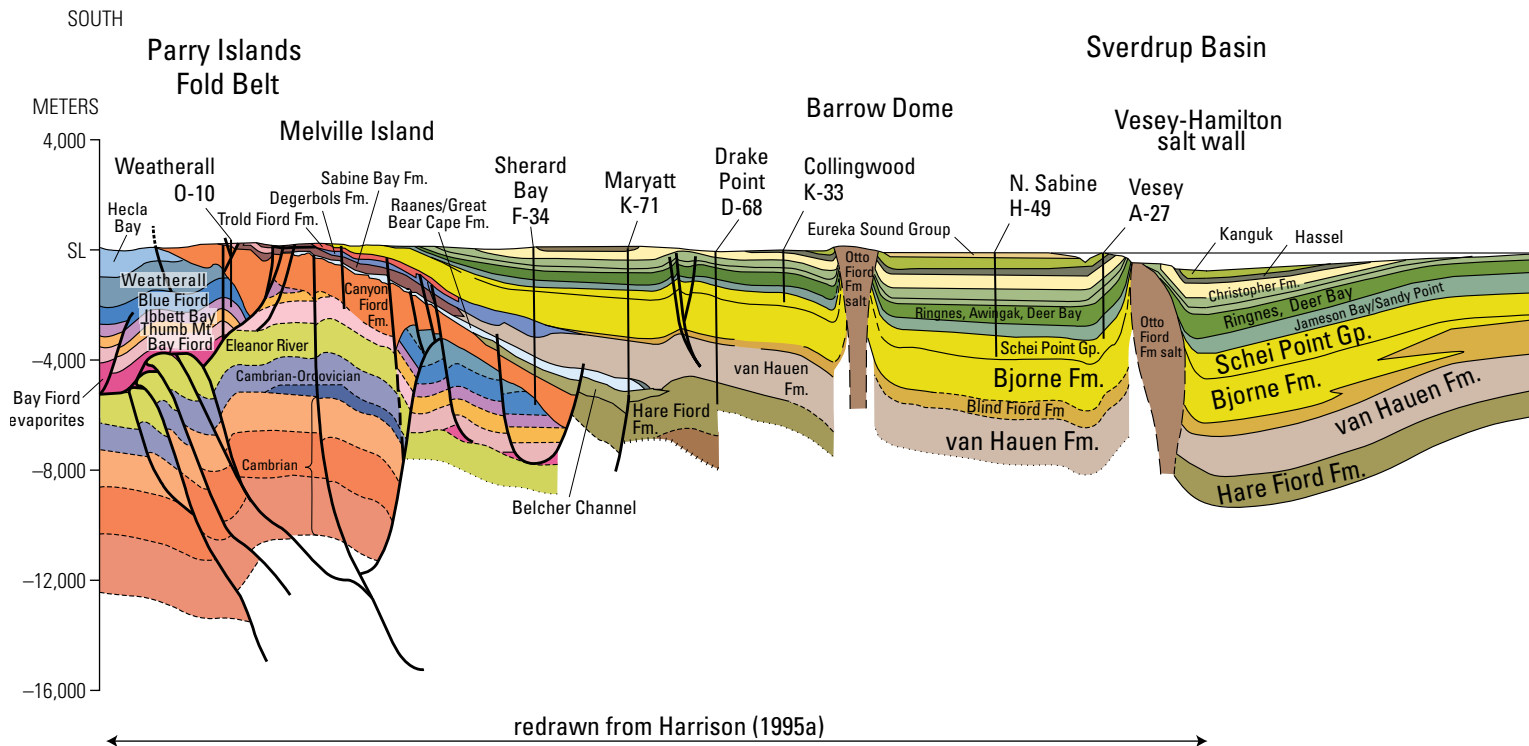 SOUTH
Parry Islands
Fold Belt
Sverdrup Basin
METERS
4,000
SL
−4,000
−8,000
−12,000
−16,000
Melville Island
Barrow Dome
Vesey-Hamilton
salt wall
Weatherall
O-10
Hecla
Bay
Trold Fiord Fm.
Degerbols Fm.
Sabine Bay Fm.
Raanes/Great
Bear Cape Fm.
Sherard
Bay
F-34
Maryatt
K-71
Drake
Point
D-68
Collingwood
K-33
Eureka Sound Group
N. Sabine
H-49
Vesey
A-27
Kanguk
Hassel
Weatherall
Blue Fiord
Ibbett Bay
Thumb Mt.
Bay Fiord
Bay Fiord
evaporites
Eleanor River
Cambrian-Ordovician
Cambrian
Canyon
Fiord
Fm.
Belcher Channel
Hare Fiord
Fm.
van Hauen
Fm.
Otto
Fiord
Fm
salt
Ringnes, Awingak, Deer Bay
Schei Point Gp.
Bjorne Fm.
Blind Fiord Fm
van Hauen Fm.
Otto
Fiord
Fm salt
Christopher Fm.
Ringnes, Deer Bay
Jameson Bay/Sandy Point
Schei Point Gp.
Bjorne Fm.
van Hauen Fm.
Hare Fiord Fm.
redrawn from Harrison (1995a)